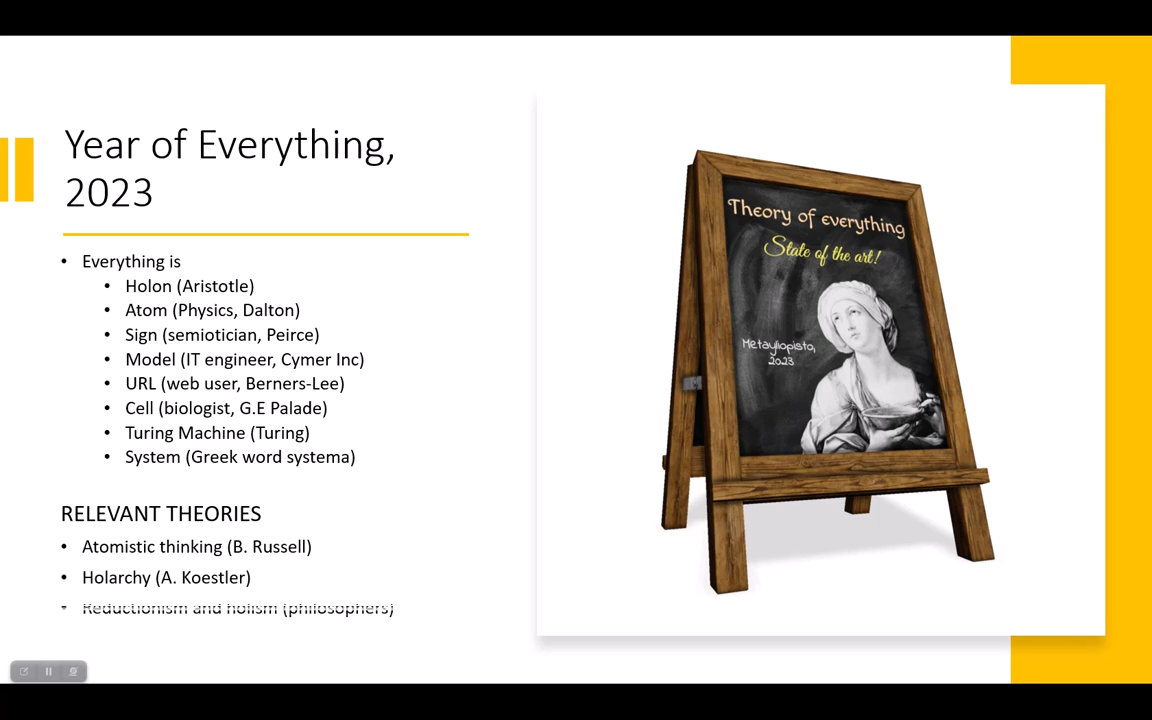 Year of Everything,
2023
• Everything is
• Holon (Aristotle)
• Atom (Physics, Dalton)
• Sign (semiotician, Peirce)
• Model (IT engineer, Cymer Inc)
• URL (web user, Berners-Lee)
• Cell (biologist, G.E Palade)
• Turing Machine (Turing)
• System (Greek word systema)
RELEVANT THEORIES
• Atomistic thinking (B. Russell)
• Holarchy (A. Koestler)
• Reductionism and holism (philosophers)
Theory of everything
State of the art!
Metayliopisto,
2023